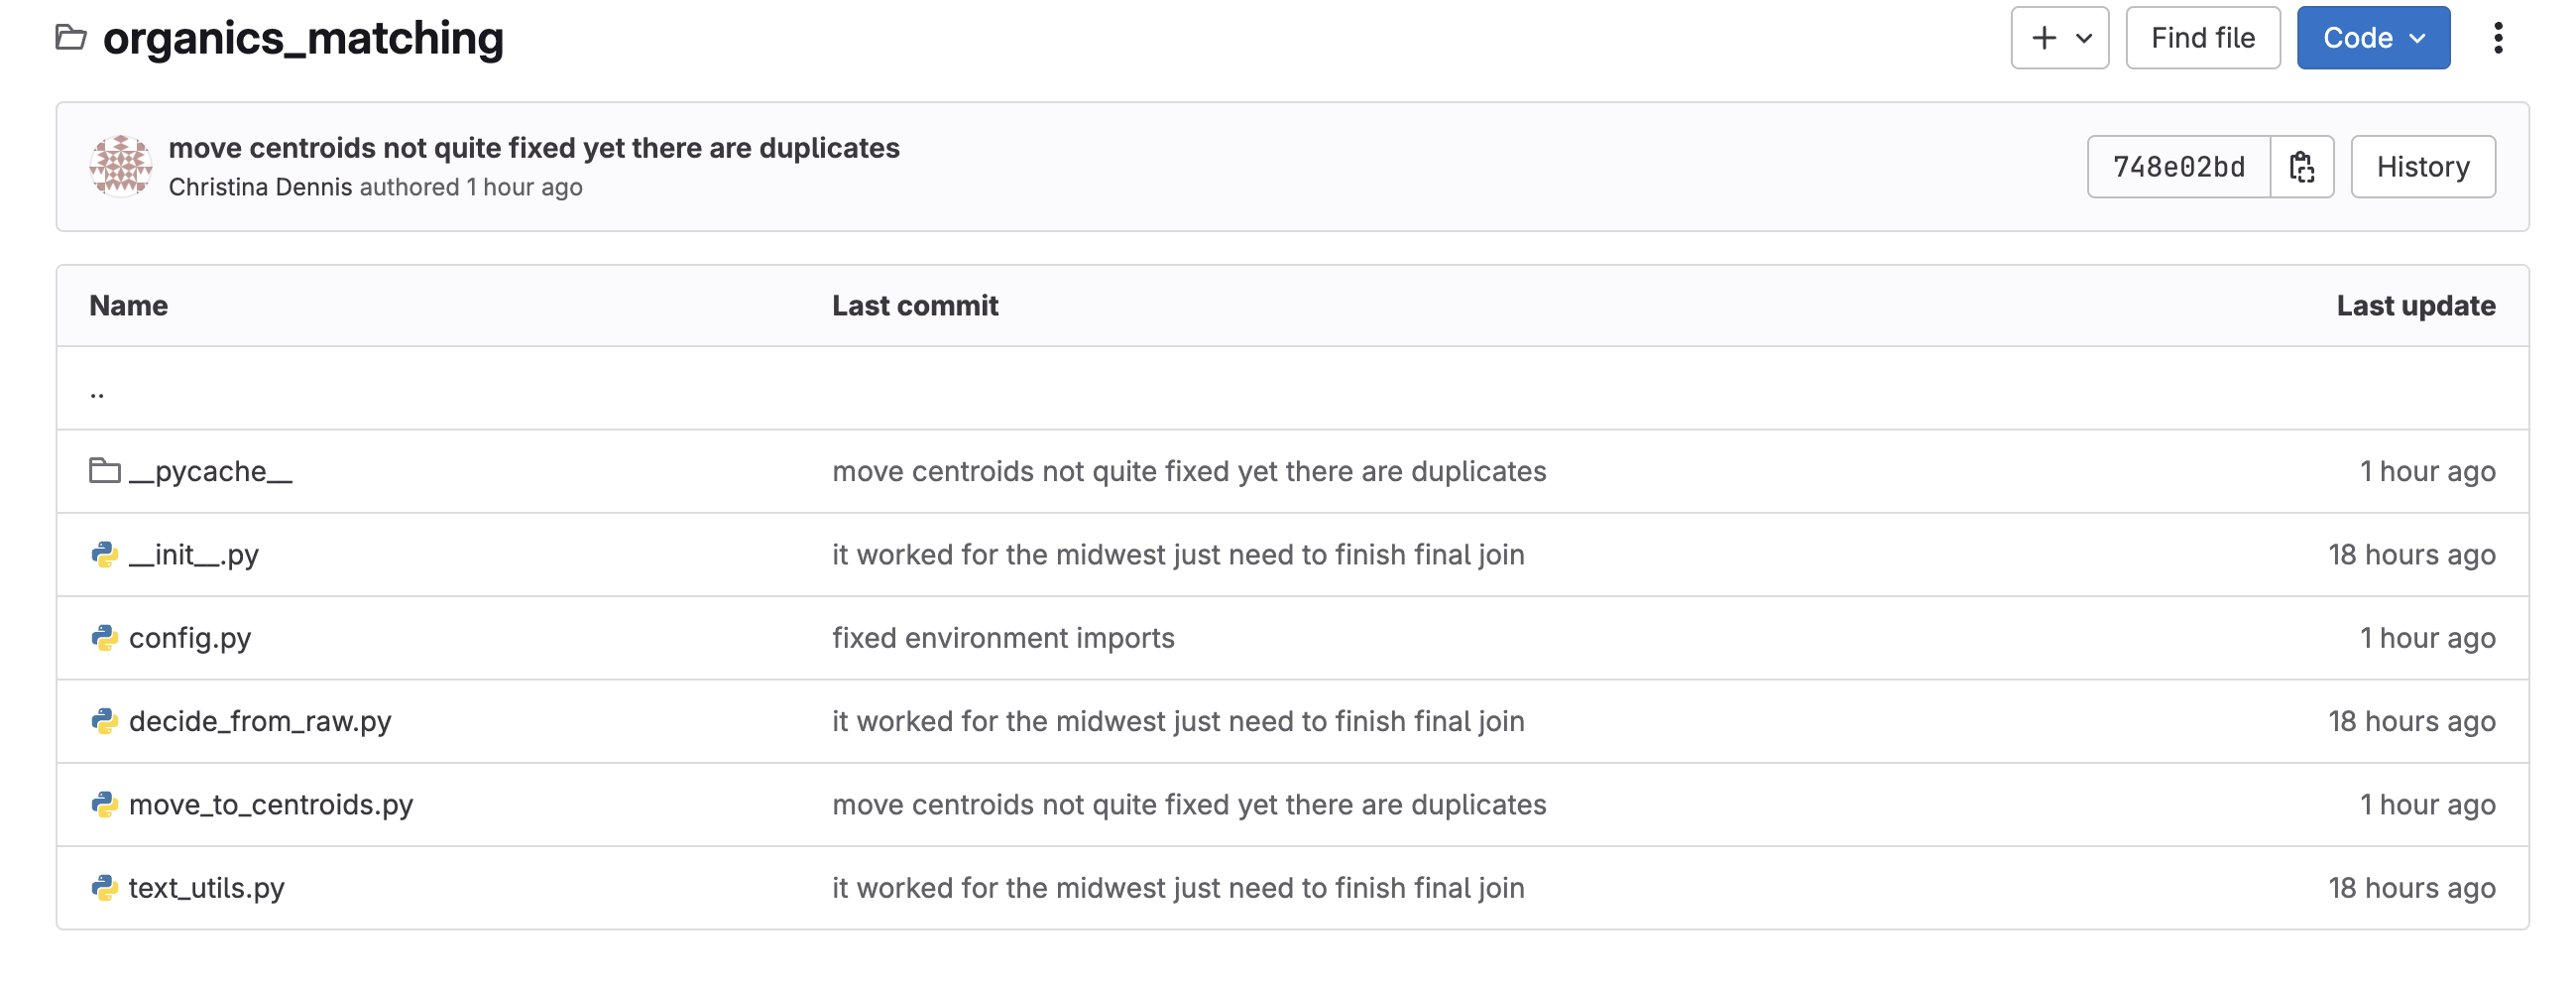 organics_matching
Find file
Code
move centroids not quite fixed yet there are duplicates
Christina Dennis authored 1 hour ago
748e02bd
History
Name Last commit Last update
..
__pycache__ move centroids not quite fixed yet there are duplicates 1 hour ago
__init__.py it worked for the midwest just need to finish final join 18 hours ago
config.py fixed environment imports 1 hour ago
decide_from_raw.py it worked for the midwest just need to finish final join 18 hours ago
move_to_centroids.py move centroids not quite fixed yet there are duplicates 1 hour ago
text_utils.py it worked for the midwest just need to finish final join 18 hours ago